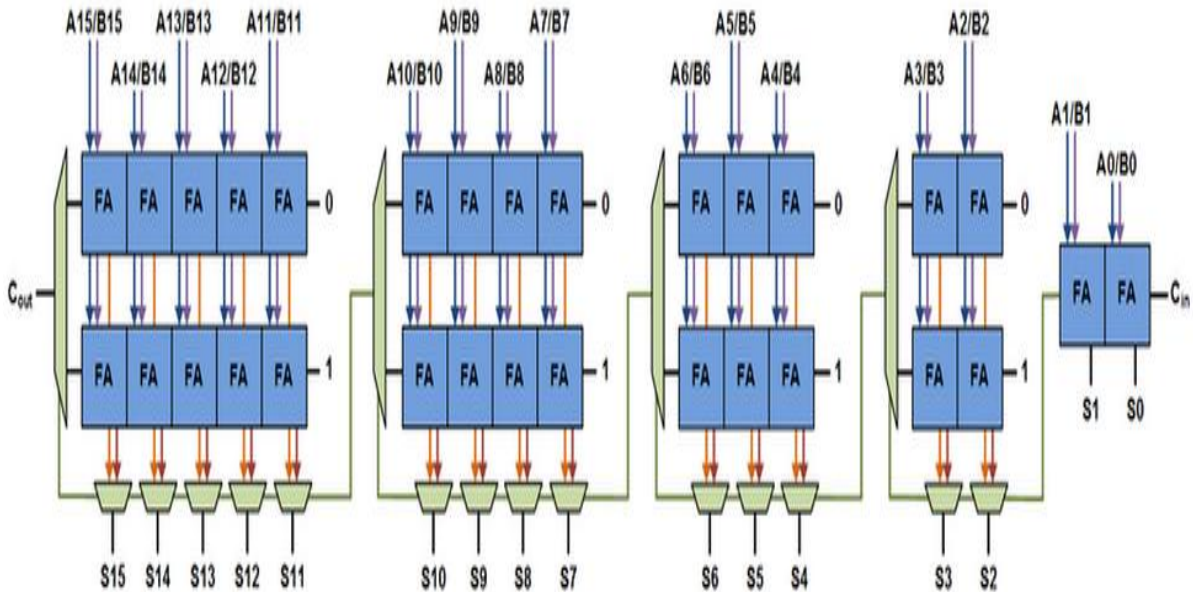 A15/B15 A13/B13 A11/B11 A9/B9 A7/B7 A5/B5 A2/B2
A14/B14 A12/B12 A10/B10 A8/B8 A6/B6 A4/B4 A3/B3
A1/B1
A0/B0
FA FA FA FA FA 0 FA FA FA FA 0 FA FA FA 0 FA FA 0
Cout FA FA Cin
FA FA FA FA FA 1 FA FA FA FA 1 FA FA FA 1 FA FA 1
S1 S0
S15 S14 S13 S12 S11 S10 S9 S8 S7 S6 S5 S4 S3 S2